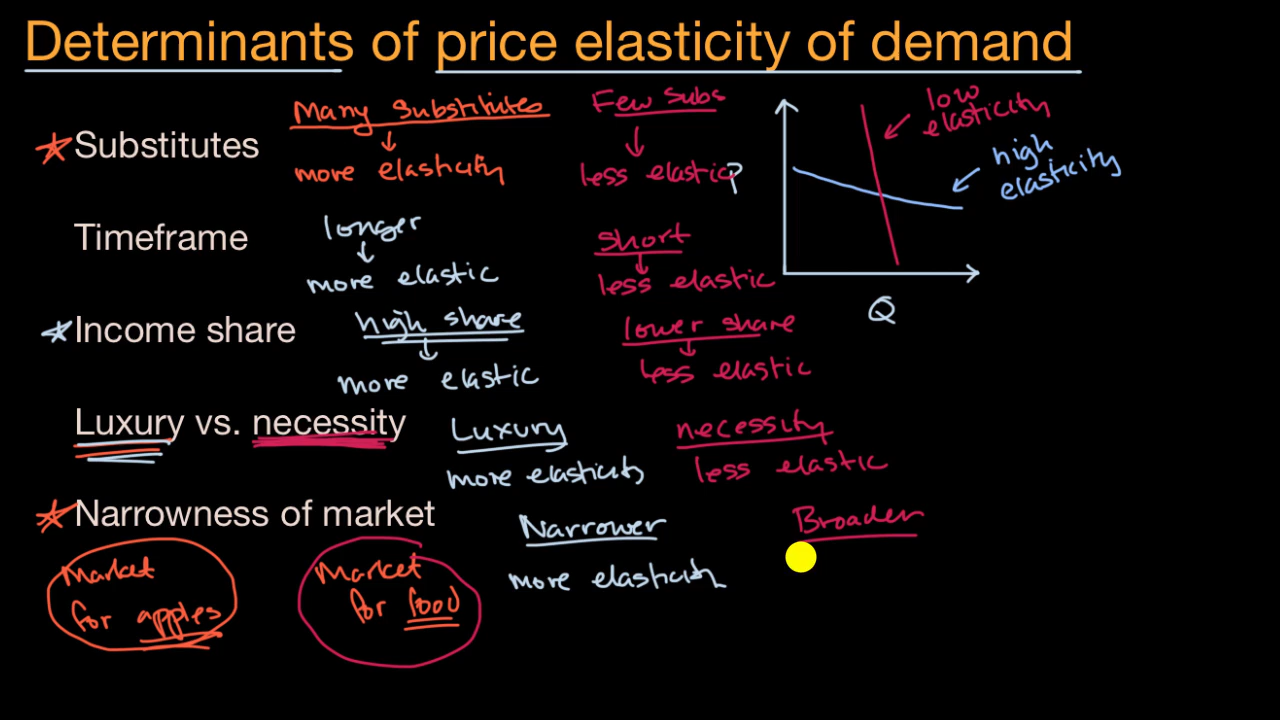 Determinants of price elasticity of demand
Substitutes
Many substitutes
more elasticity
Few subs
less elastic
P
low
elasticity
high
elasticity
Q
Timeframe
longer
more elastic
short
less elastic
Income share
high share
more elastic
lower share
less elastic
Luxury vs. necessity
Luxury
more elasticity
necessity
less elastic
Narrowness of market
Narrower
more elasticity
Broader
market
for apples
market
for food